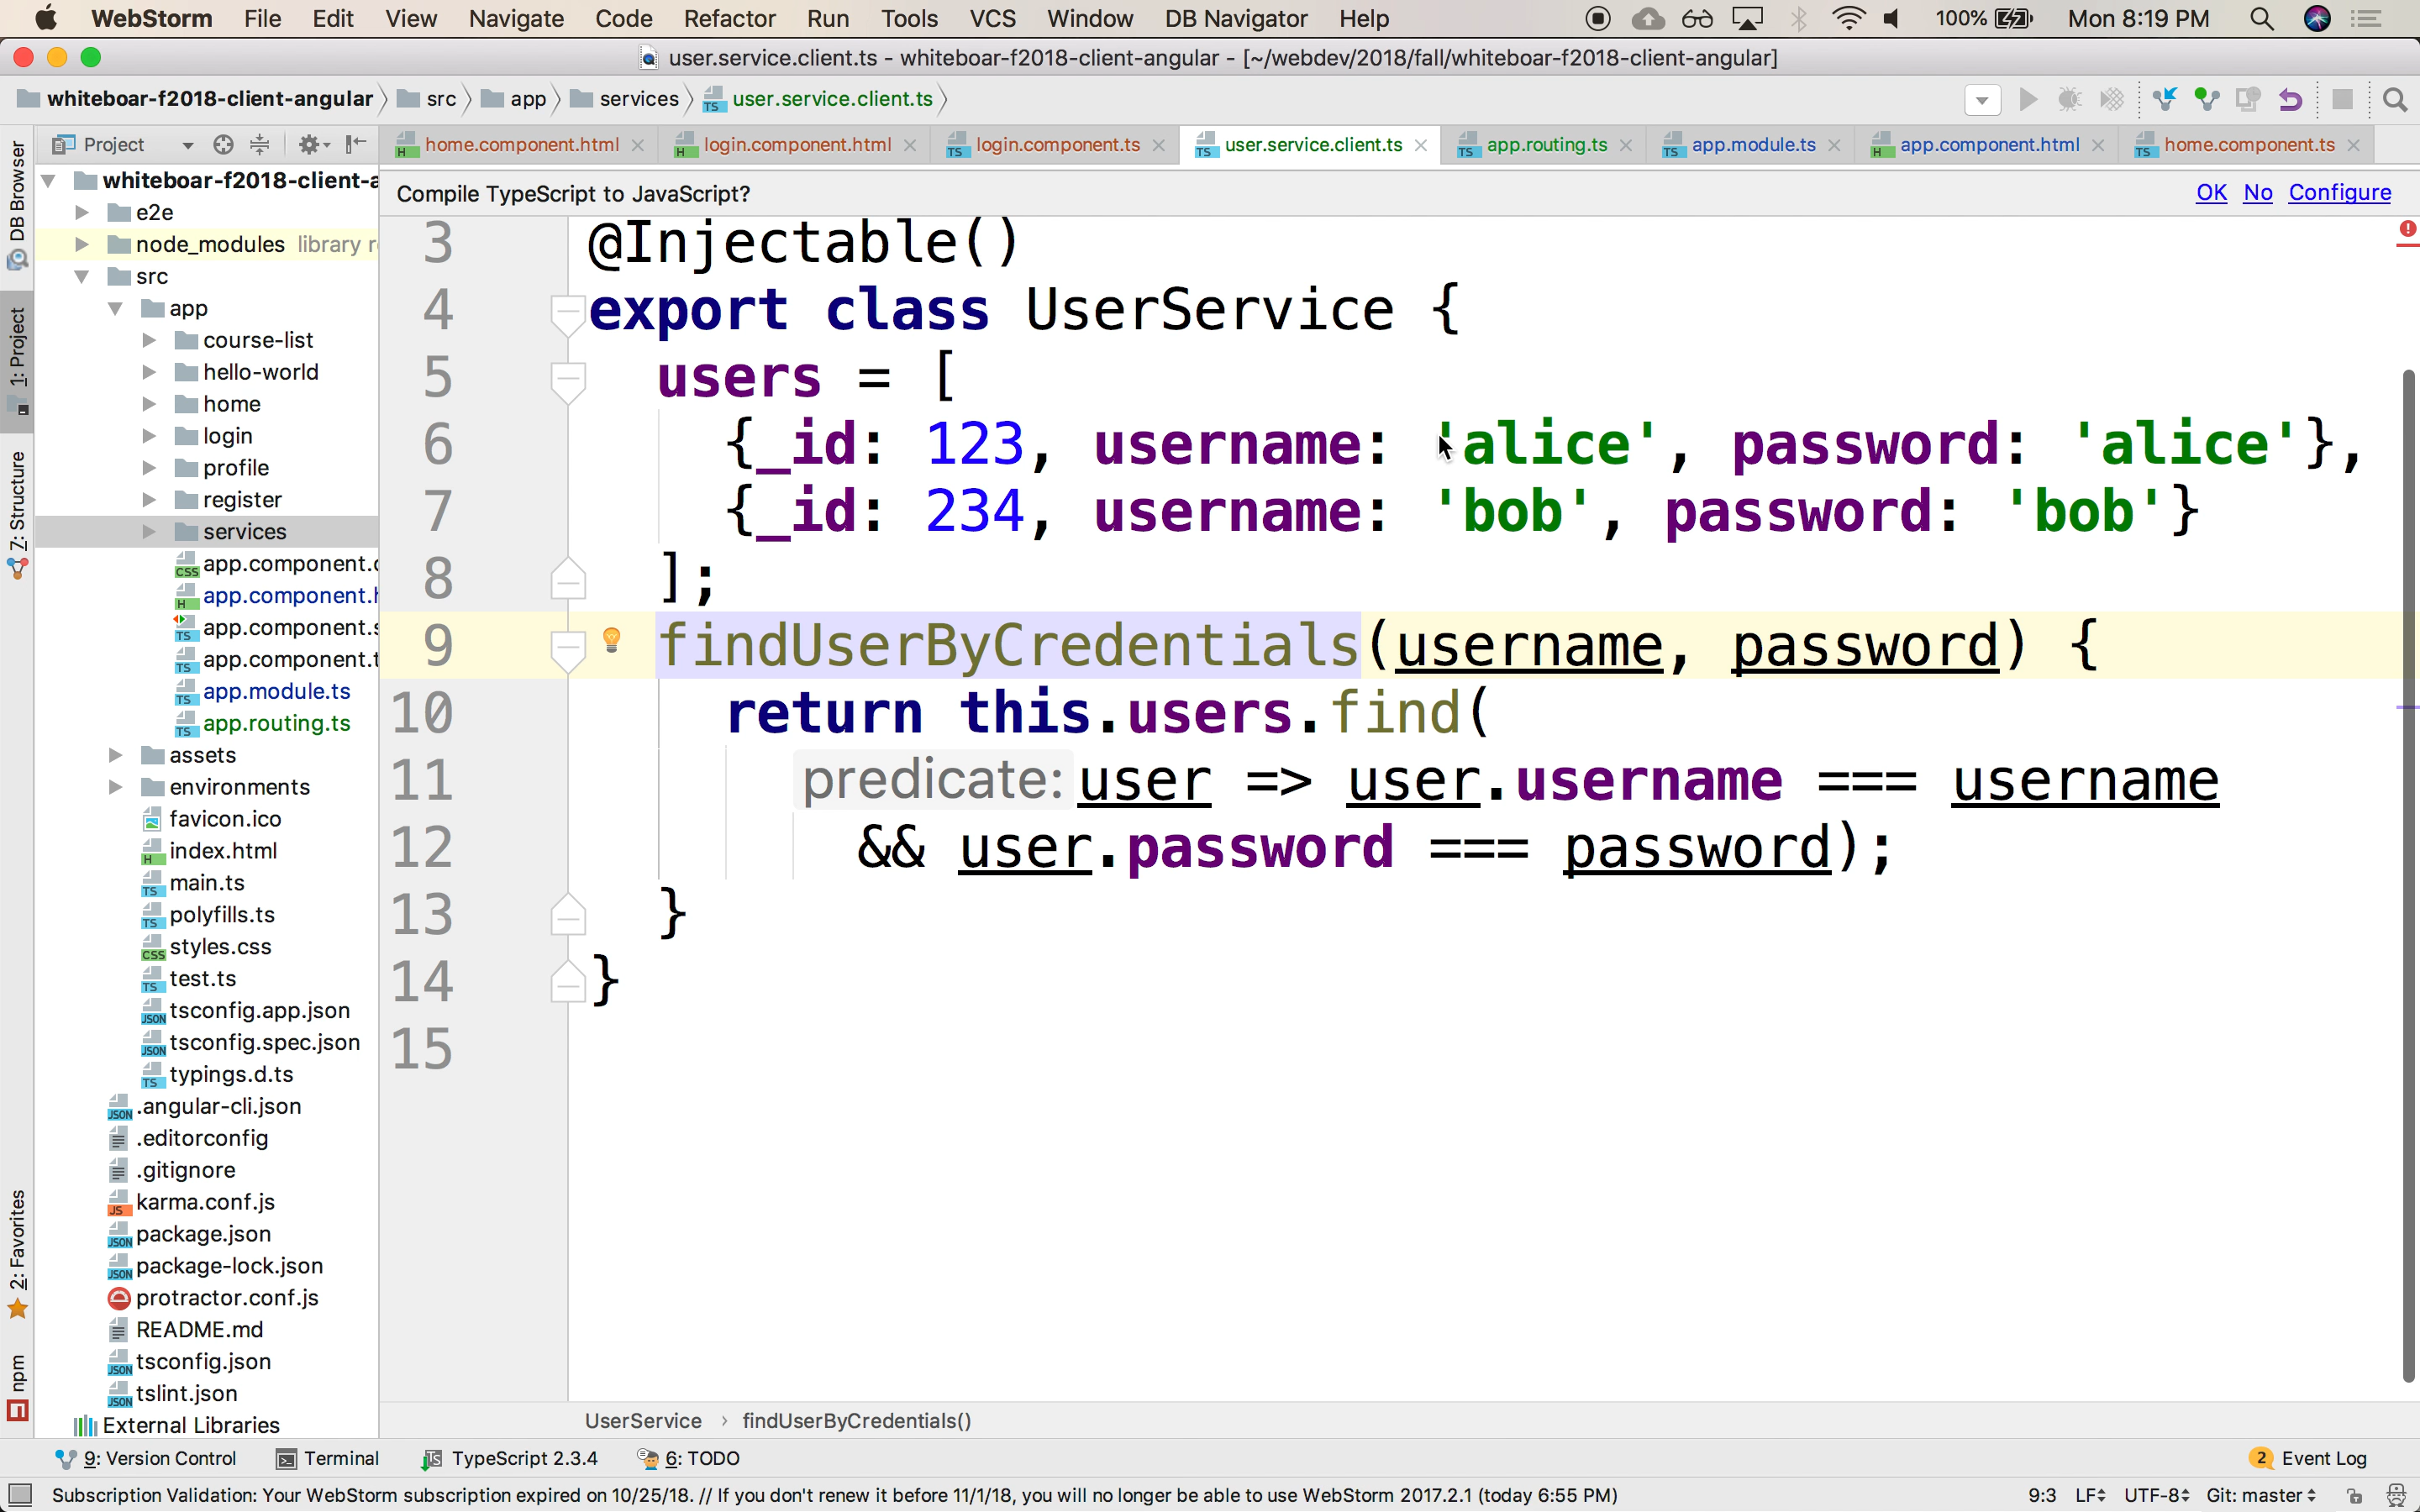 WebStorm File Edit View Navigate Code Refactor Run Tools VCS Window DB Navigator Help 100% Mon 8:19 PM
user.service.client.ts - whiteboar-f2018-client-angular - [~/webdev/2018/fall/whiteboar-f2018-client-angular]
whiteboar-f2018-client-angular src app services user.service.client.ts
Project home.component.html login.component.html login.component.ts user.service.client.ts app.routing.ts app.module.ts app.component.html home.component.ts
Compile TypeScript to JavaScript? OK No Configure
DB Browser
1: Project
Z: Structure
2: Favorites
npm
whiteboar-f2018-client-a
e2e
node_modules library r
src
app
course-list
hello-world
home
login
profile
register
services
app.component.c
app.component.h
app.component.s
app.component.t
app.module.ts
app.routing.ts
assets
environments
favicon.ico
index.html
main.ts
polyfills.ts
styles.css
test.ts
tsconfig.app.json
tsconfig.spec.json
typings.d.ts
.angular-cli.json
.editorconfig
.gitignore
karma.conf.js
package.json
package-lock.json
protractor.conf.js
README.md
tsconfig.json
tslint.json
External Libraries
3 @Injectable()
4 export class UserService {
5 users = [
6 {_id: 123, username: 'alice', password: 'alice'},
7 {_id: 234, username: 'bob', password: 'bob'}
8 ];
9 findUserByCredentials(username, password) {
10 return this.users.find(
11 predicate: user => user.username === username
12 && user.password === password);
13 }
14 }
15
UserService › findUserByCredentials()
9: Version Control Terminal TypeScript 2.3.4 6: TODO 2 Event Log
Subscription Validation: Your WebStorm subscription expired on 10/25/18. // If you don't renew it before 11/1/18, you will no longer be able to use WebStorm 2017.2.1 (today 6:55 PM) 9:3 LF UTF-8 Git: master